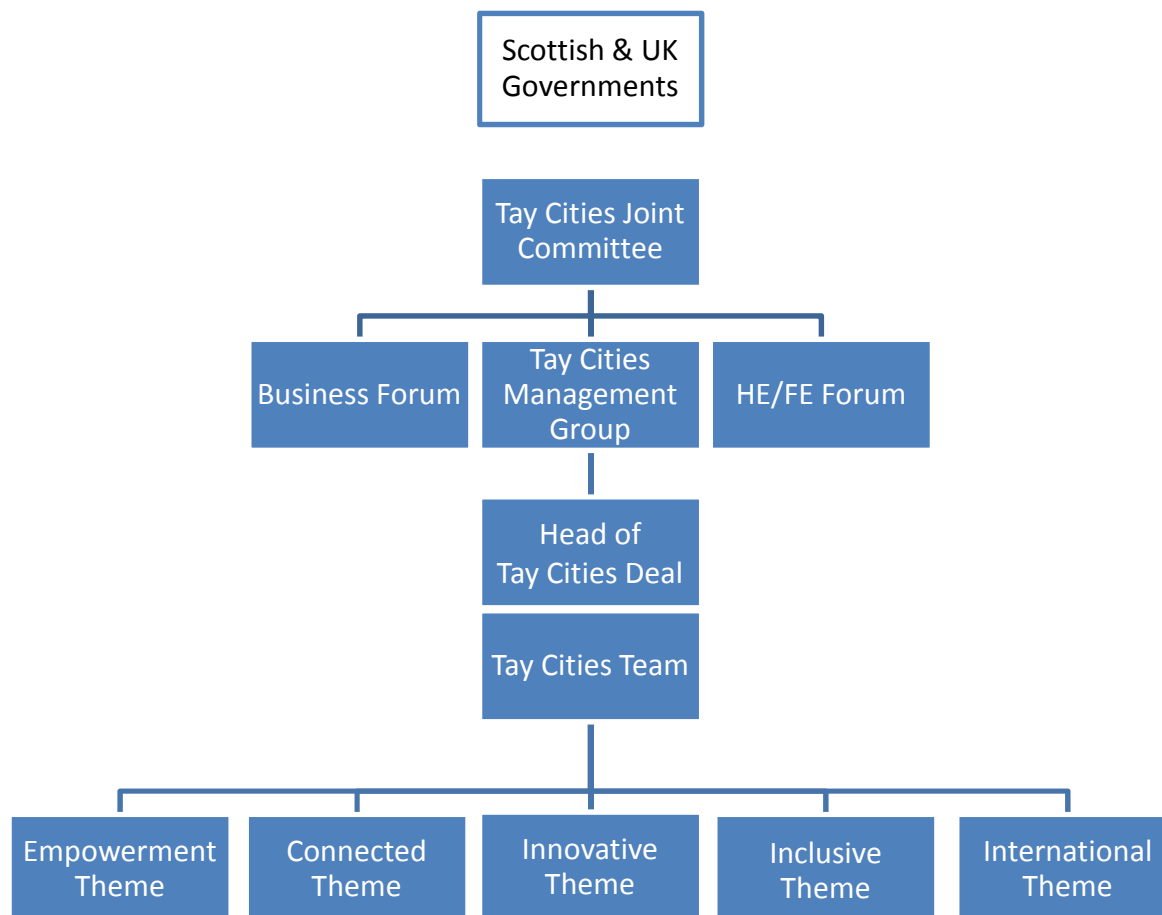 Scottish & UK
Governments
Tay Cities Joint
Committee
Business Forum
Tay Cities
Management
Group
HE/FE Forum
Head of
Tay Cities Deal
Tay Cities Team
Empowerment
Theme
Connected
Theme
Innovative
Theme
Inclusive
Theme
International
Theme